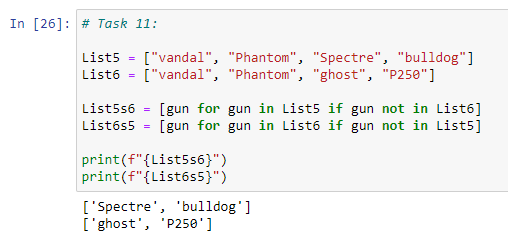 In [26]: # Task 11:
List5 = ["vandal", "Phantom", "Spectre", "bulldog"]
List6 = ["vandal", "Phantom", "ghost", "P250"]
List5s6 = [gun for gun in List5 if gun not in List6]
List6s5 = [gun for gun in List6 if gun not in List5]
print(f"{List5s6}")
print(f"{List6s5}")
['Spectre', 'bulldog']
['ghost', 'P250']